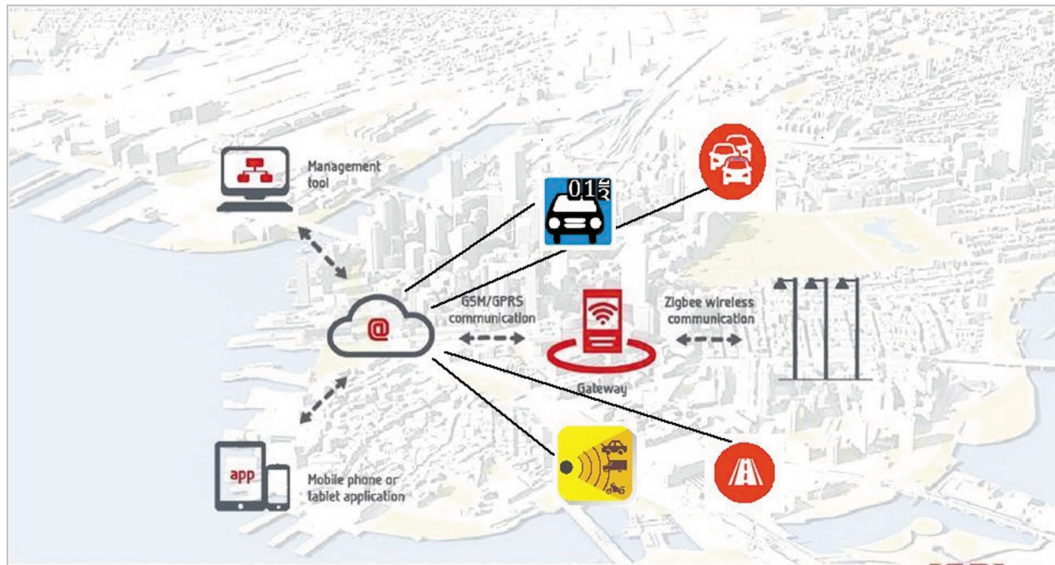 Management
tool
01
@
GSM/GPRS
communication
Zigbee wireless
communication
Gateway
app
Mobile phone or
tablet application